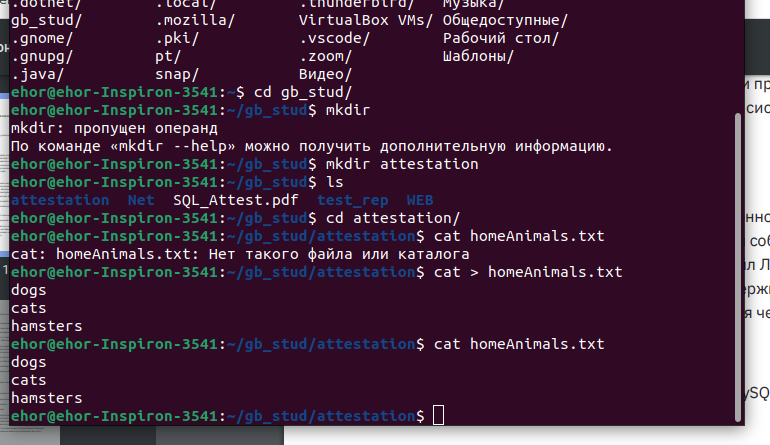 .dotnet/ .local/ .thunderbird/ Музыка/
gb_stud/ .mozilla/ VirtualBox VMs/ Общедоступные/
.gnome/ .pki/ .vscode/ Рабочий стол/
.gnupg/ pt/ .zoom/ Шаблоны/
.java/ snap/ Видео/
ehor@ehor-Inspiron-3541:~$ cd gb_stud/
ehor@ehor-Inspiron-3541:~/gb_stud$ mkdir
mkdir: пропущен операнд
По команде «mkdir --help» можно получить дополнительную информацию.
ehor@ehor-Inspiron-3541:~/gb_stud$ mkdir attestation
ehor@ehor-Inspiron-3541:~/gb_stud$ ls
attestation Net SQL_Attest.pdf test_rep WEB
ehor@ehor-Inspiron-3541:~/gb_stud$ cd attestation/
ehor@ehor-Inspiron-3541:~/gb_stud/attestation$ cat homeAnimals.txt
cat: homeAnimals.txt: Нет такого файла или каталога
ehor@ehor-Inspiron-3541:~/gb_stud/attestation$ cat > homeAnimals.txt
dogs
cats
hamsters
ehor@ehor-Inspiron-3541:~/gb_stud/attestation$ cat homeAnimals.txt
dogs
cats
hamsters
ehor@ehor-Inspiron-3541:~/gb_stud/attestation$